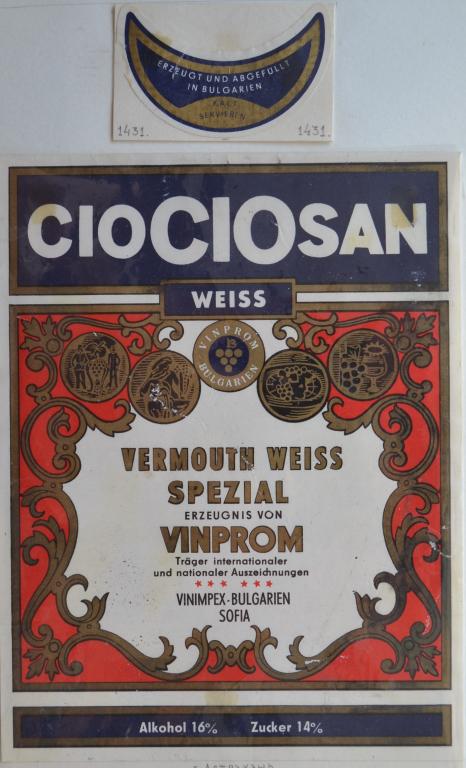 ERZEUGT UND ABGEFÜLLT
IN BULGARIEN
KALT
SERVIEREN
1431. 1431.
CIOCIOSAN
WEISS
VINPROM
BULGARIEN
VERMOUTH WEISS
SPEZIAL
ERZEUGNIS VON
VINPROM
Träger internationaler
und nationaler Auszeichnungen
*** ***
VINIMPEX-BULGARIEN
SOFIA
Alkohol 16% Zucker 14%